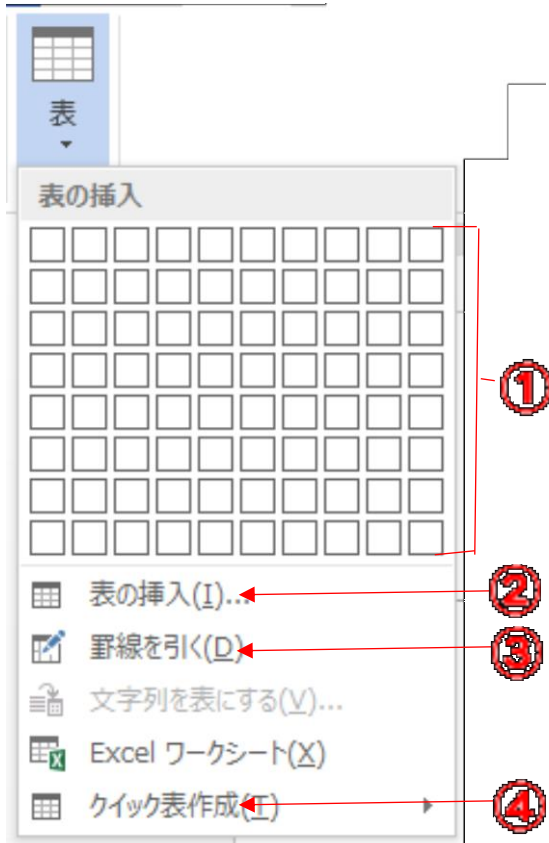 表
表の挿入
①
表の挿入(I)...
②
罫線を引く(D)
③
文字列を表にする(V)...
Excel ワークシート(X)
クイック表作成(T)
④